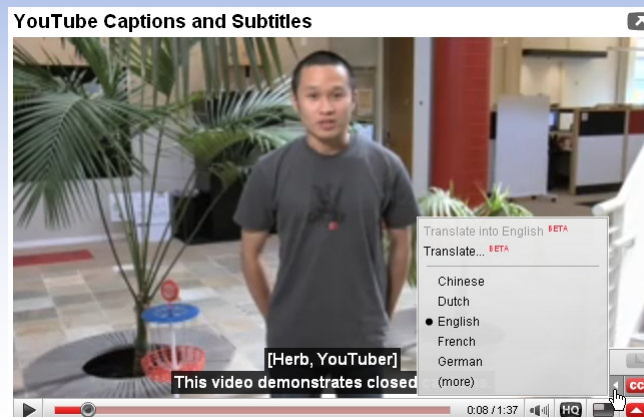 YouTube Captions and Subtitles
Translate into English BETA
Translate... BETA
Chinese
Dutch
English
French
German
(more)
[Herb, YouTuber]
This video demonstrates closed
0:08 / 1:37
HQ
CC